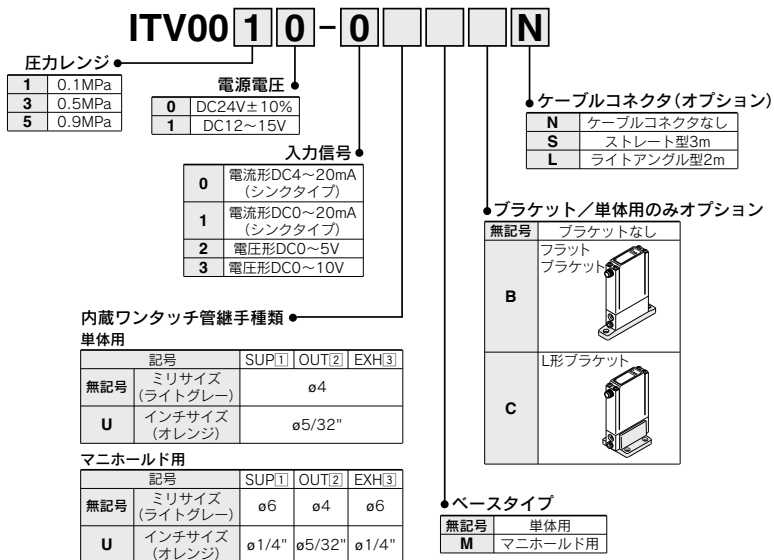 ITV00 1 0 - 0 N
圧力レンジ
1 0.1MPa
3 0.5MPa
5 0.9MPa
電源電圧
0 DC24V±10%
1 DC12～15V
入力信号
0 電流形DC4～20mA
(シンクタイプ)
1 電流形DC0～20mA
(シンクタイプ)
2 電圧形DC0～5V
3 電圧形DC0～10V
ケーブルコネクタ(オプション)
N ケーブルコネクタなし
S ストレート型3m
L ライトアングル型2m
ブラケット／単体用のみオプション
無記号 ブラケットなし
B フラット
ブラケット
C L形ブラケット
内蔵ワンタッチ管継手種類
単体用
記号 SUP1 OUT2 EXH3
無記号 ミリサイズ
(ライトグレー) ø4
U インチサイズ
(オレンジ) ø5/32"
マニホールド用
記号 SUP1 OUT2 EXH3
無記号 ミリサイズ
(ライトグレー) ø6 ø4 ø6
U インチサイズ
(オレンジ) ø1/4" ø5/32" ø1/4"
ベースタイプ
無記号 単体用
M マニホールド用